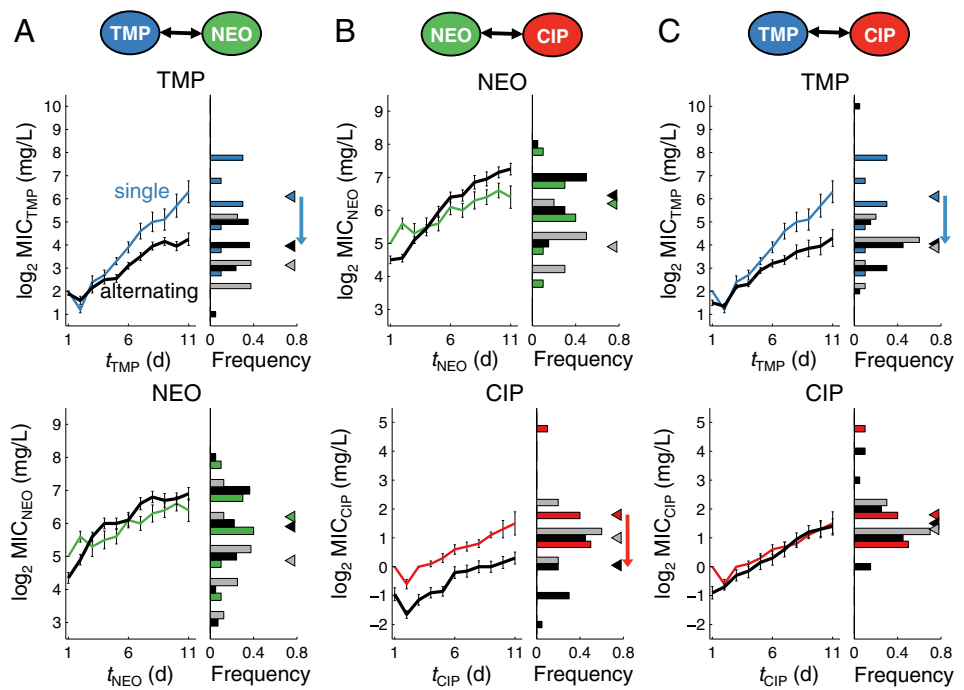 A
TMP
NEO
B
NEO
CIP
C
TMP
CIP
TMP
log2 MICTMP (mg/L)
10
9
8
7
6
5
4
3
2
1
single
alternating
1
6
11
tTMP (d)
0
0.4
0.8
Frequency
NEO
log2 MICNEO (mg/L)
9
8
7
6
5
4
3
1
6
11
tNEO (d)
0
0.4
0.8
Frequency
TMP
log2 MICTMP (mg/L)
10
9
8
7
6
5
4
3
2
1
1
6
11
tTMP (d)
0
0.4
0.8
Frequency
NEO
log2 MICNEO (mg/L)
9
8
7
6
5
4
3
1
6
11
tNEO (d)
0
0.4
0.8
Frequency
CIP
log2 MICCIP (mg/L)
5
4
3
2
1
0
−1
−2
1
6
11
tCIP (d)
0
0.4
0.8
Frequency
CIP
log2 MICCIP (mg/L)
5
4
3
2
1
0
−1
−2
1
6
11
tCIP (d)
0
0.4
0.8
Frequency